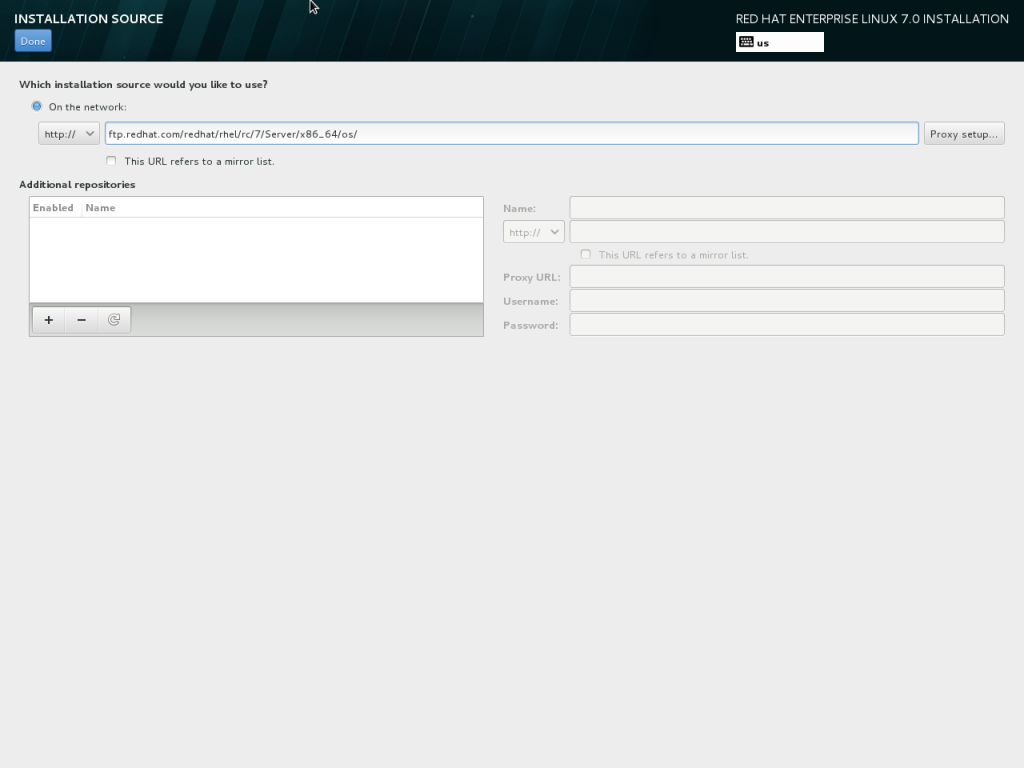 INSTALLATION SOURCE
RED HAT ENTERPRISE LINUX 7.0 INSTALLATION
Done
us
Which installation source would you like to use?
On the network:
http://
ftp.redhat.com/redhat/rhel/rc/7/Server/x86_64/os/
Proxy setup...
This URL refers to a mirror list.
Additional repositories
Enabled Name
Name:
http://
This URL refers to a mirror list.
Proxy URL:
Username:
Password: